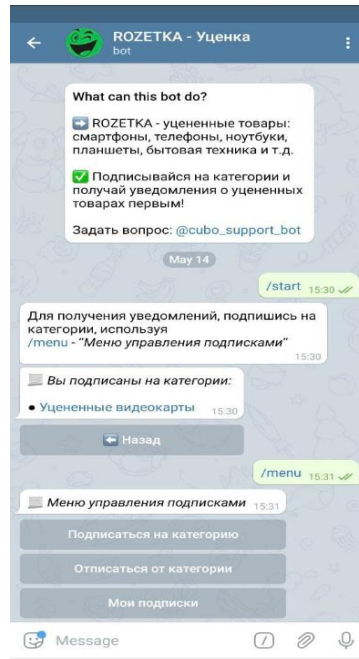 ROZETKA - Уценка
bot
What can this bot do?
➡️ ROZETKA - уцененные товары:
смартфоны, телефоны, ноутбуки,
планшеты, бытовая техника и т.д.
✅ Подписывайся на категории и
получай уведомления о уцененных
товарах первым!
Задать вопрос: @cubo_support_bot
May 14
/start 15:30
Для получения уведомлений, подпишись на
категории, используя
/menu - “Меню управления подписками”
15:30
Вы подписаны на категории:
● Уцененные видеокарты 15:30
⬅️ Назад
/menu 15:31
Меню управления подписками 15:31
Подписаться на категорию
Отписаться от категории
Мои подписки
Message